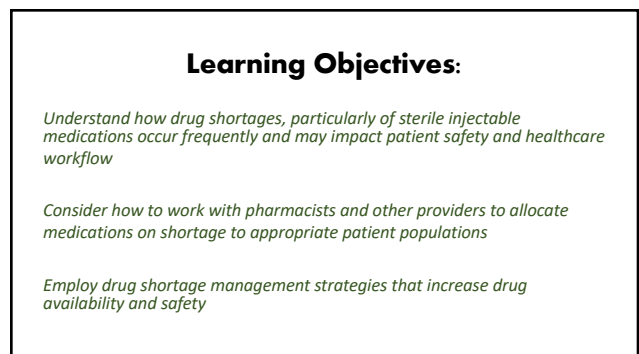 Learning Objectives:
Understand how drug shortages, particularly of sterile injectable
medications occur frequently and may impact patient safety and healthcare
workflow
Consider how to work with pharmacists and other providers to allocate
medications on shortage to appropriate patient populations
Employ drug shortage management strategies that increase drug
availability and safety